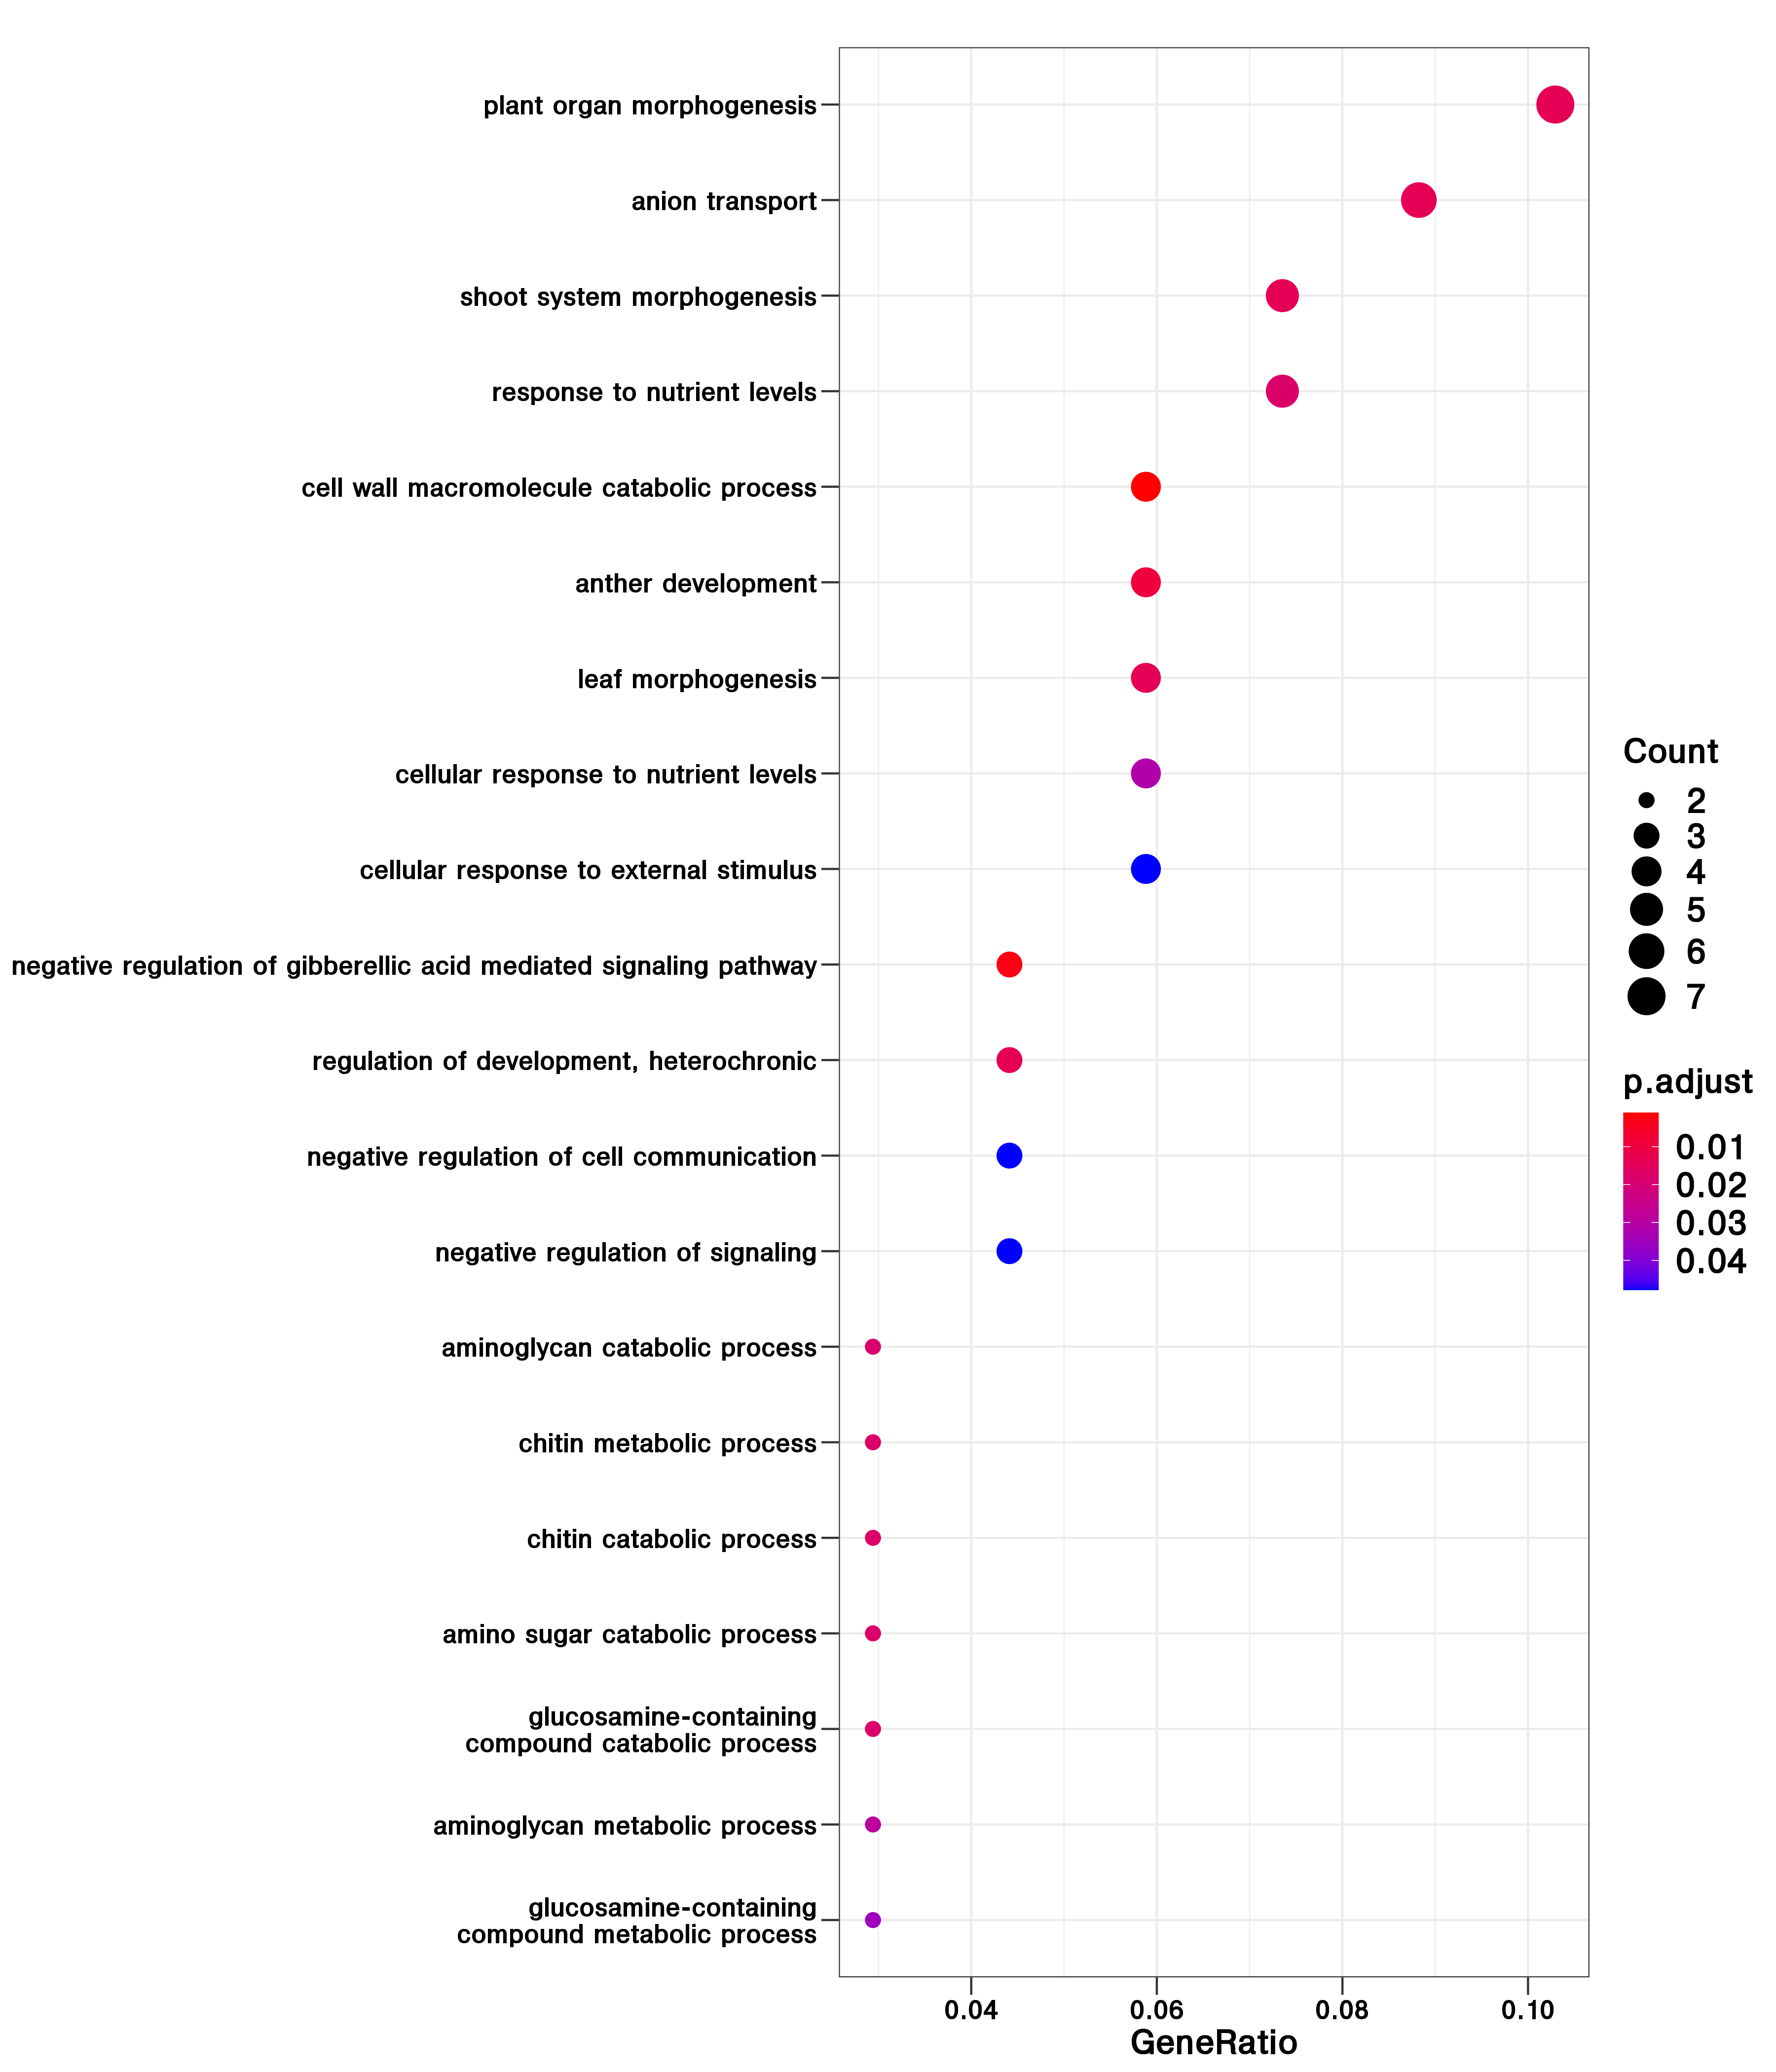 plant organ morphogenesis
anion transport
shoot system morphogenesis
response to nutrient levels
cell wall macromolecule catabolic process
anther development
leaf morphogenesis
cellular response to nutrient levels
cellular response to external stimulus
negative regulation of gibberellic acid mediated signaling pathway
regulation of development, heterochronic
negative regulation of cell communication
negative regulation of signaling
aminoglycan catabolic process
chitin metabolic process
chitin catabolic process
amino sugar catabolic process
glucosamine-containing
compound catabolic process
aminoglycan metabolic process
glucosamine-containing
compound metabolic process
0.04 0.06 0.08 0.10
GeneRatio
Count
2
3
4
5
6
7
p.adjust
0.01
0.02
0.03
0.04